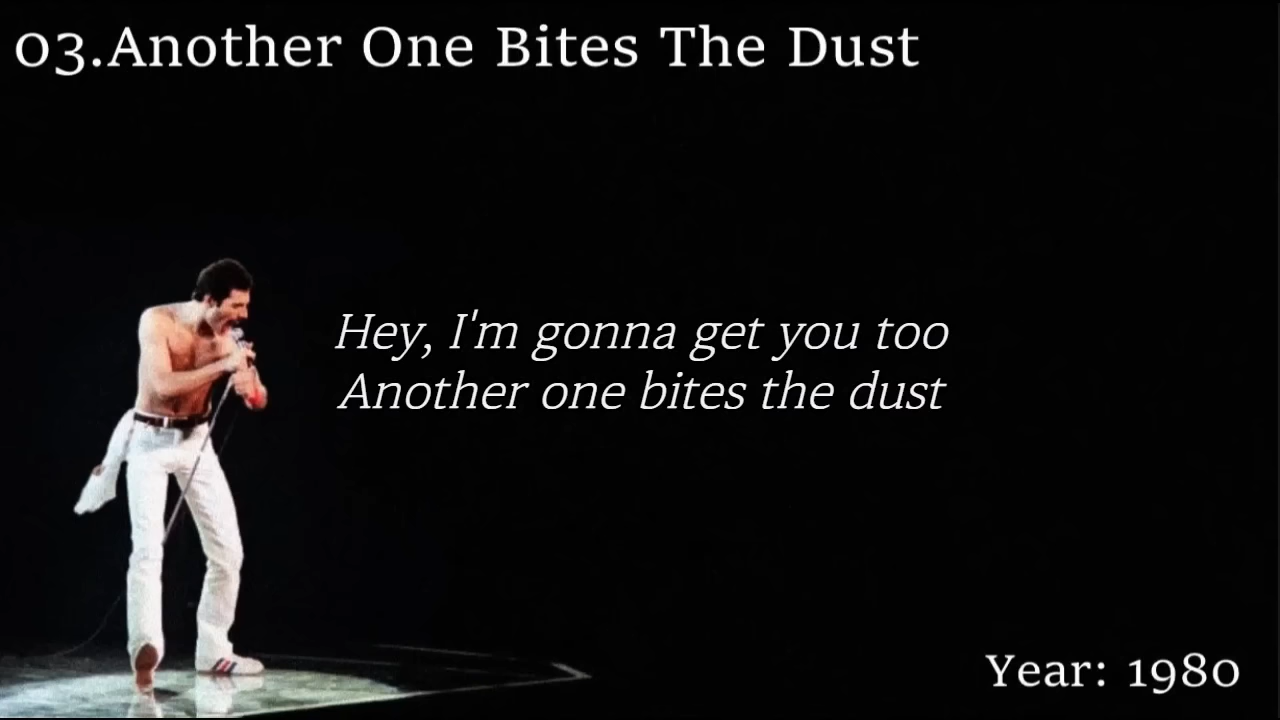 03.Another One Bites The Dust
Hey, I'm gonna get you too
Another one bites the dust
Year: 1980